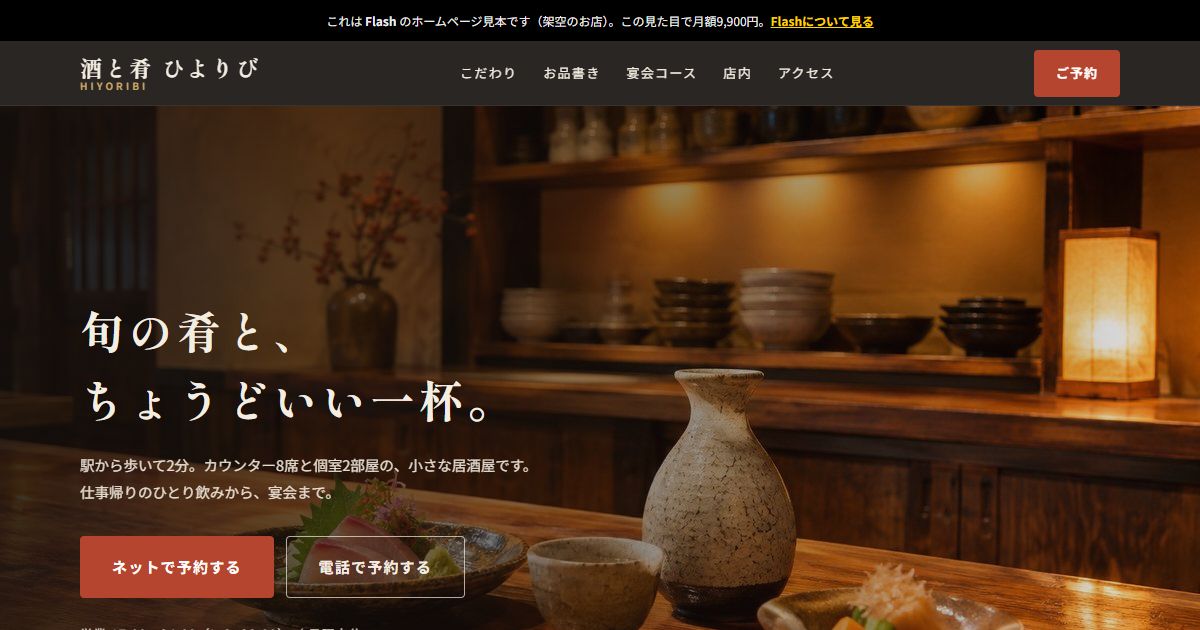 これは Flash のホームページ見本です（架空のお店）。この見た目で月額9,900円。Flashについて見る
酒と肴 ひよりび
HIYORIBI
こだわり お品書き 宴会コース 店内 アクセス
ご予約
旬の肴と、
ちょうどいい一杯。
駅から歩いて2分。カウンター8席と個室2部屋の、小さな居酒屋です。
仕事帰りのひとり飲みから、宴会まで。
ネットで予約する 電話で予約する